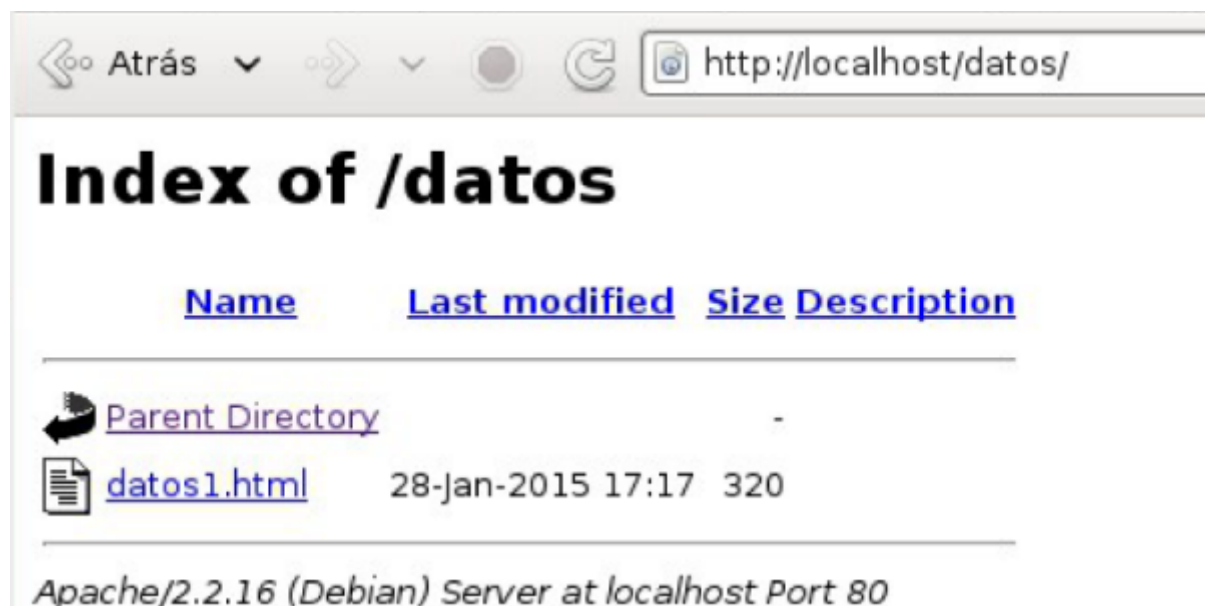 Atrás http://localhost/datos/
Index of /datos
Name Last modified Size Description
Parent Directory -
datos1.html 28-Jan-2015 17:17 320
Apache/2.2.16 (Debian) Server at localhost Port 80